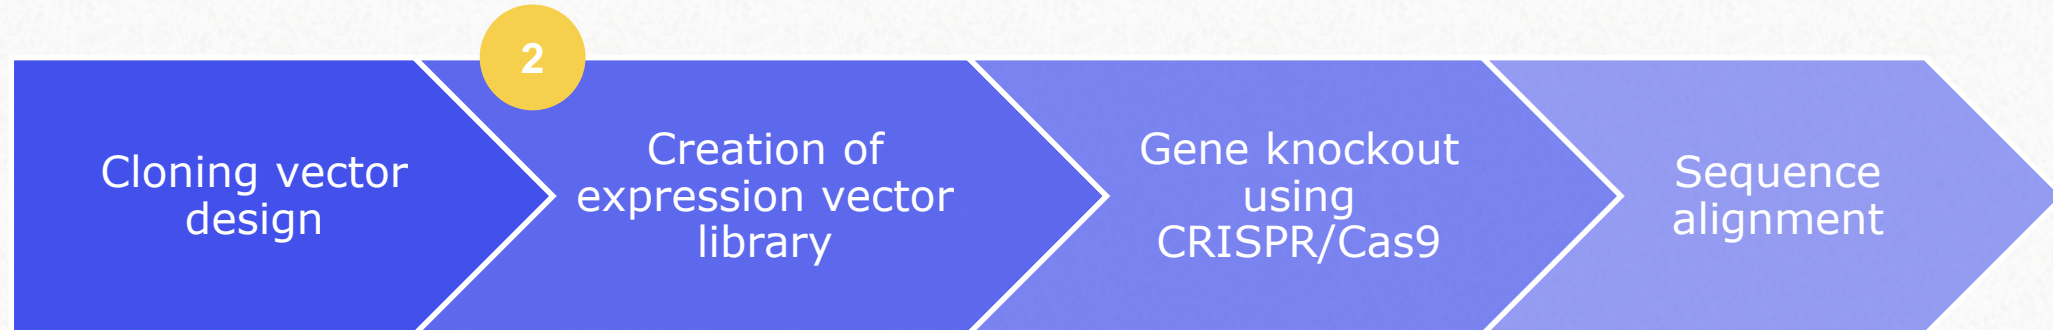 2
Cloning vector
design
Creation of
expression vector
library
Gene knockout
using
CRISPR/Cas9
Sequence
alignment